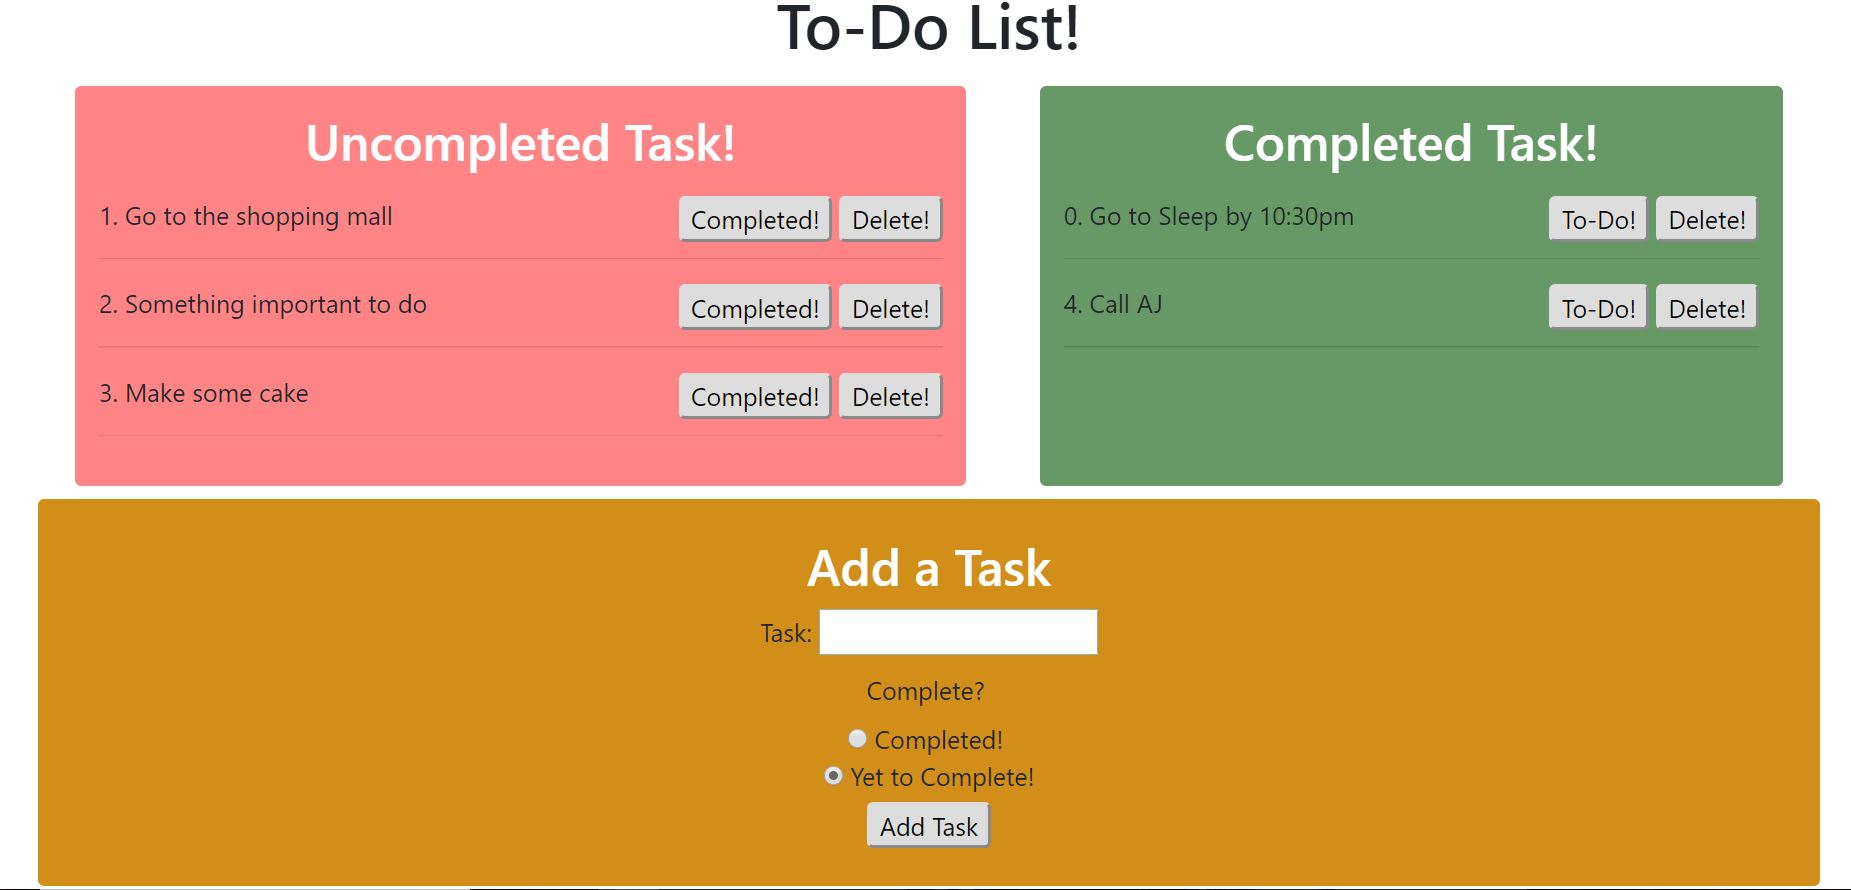 To-Do List!
Uncompleted Task!
1. Go to the shopping mall
Completed!
Delete!
2. Something important to do
Completed!
Delete!
3. Make some cake
Completed!
Delete!
Completed Task!
0. Go to Sleep by 10:30pm
To-Do!
Delete!
4. Call AJ
To-Do!
Delete!
Add a Task
Task:
Complete?
Completed!
Yet to Complete!
Add Task